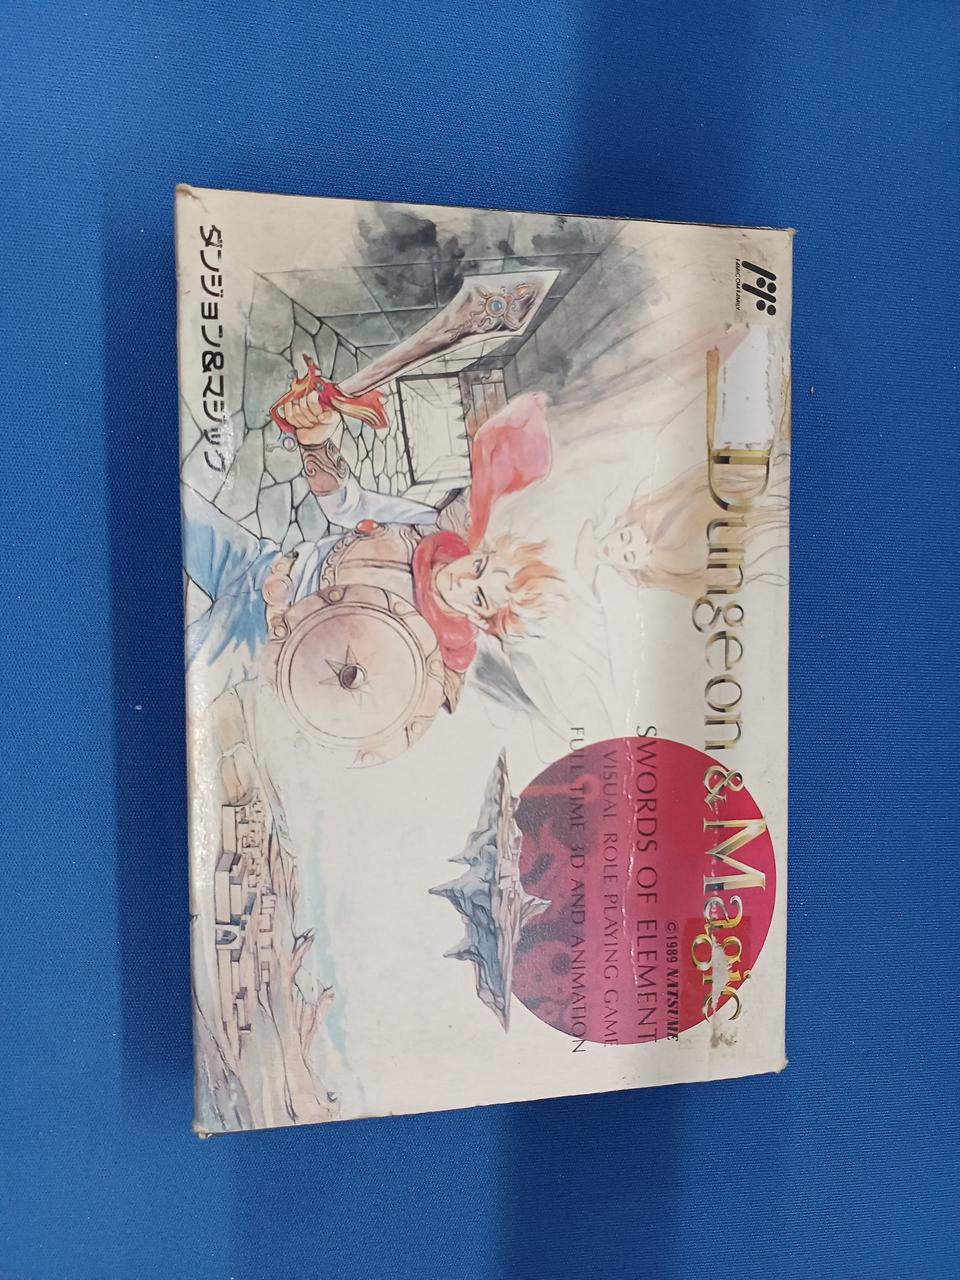 FAMICOM FAMILY
Dungeon & Magic
©1989 NATSUME
SWORDS OF ELEMENT
VISUAL ROLE PLAYING GAME
FULL TIME 3D AND ANIMATION
ダンジョン&マジック